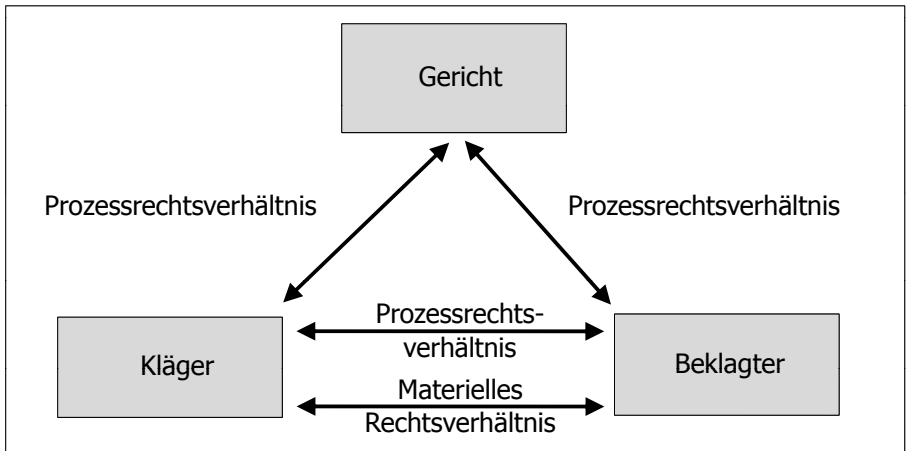 Gericht
Prozessrechtsverhältnis
Prozessrechtsverhältnis
Prozessrechts-
verhältnis
Kläger
Beklagter
Materielles
Rechtsverhältnis